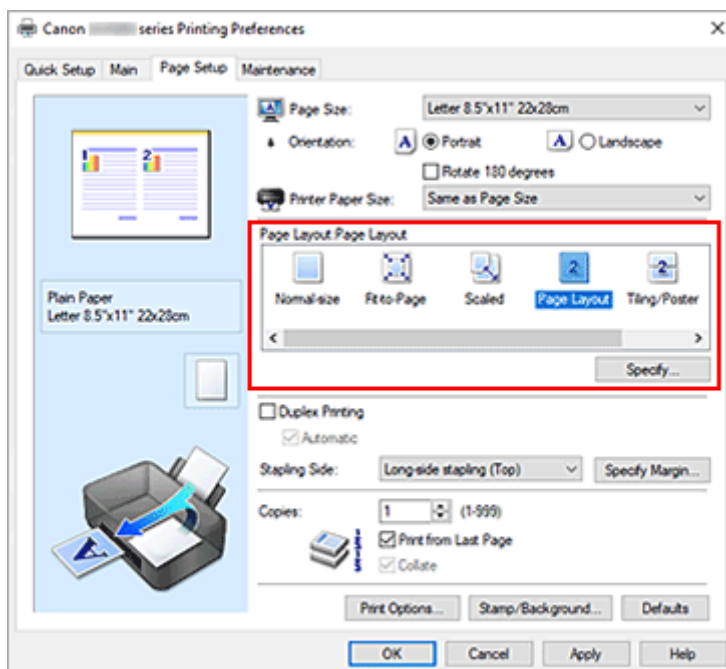 Canon series Printing Preferences
Quick Setup Main Page Setup Maintenance
1 2
Plain Paper
Letter 8.5"x11" 22x28cm
A
Page Size: Letter 8.5"x11" 22x28cm
Orientation: A Portrait A Landscape
Rotate 180 degrees
Printer Paper Size: Same as Page Size
Page Layout:Page Layout
2 2
Normal-size Fit-to-Page Scaled Page Layout Tiling/Poster
Specify...
Duplex Printing
Automatic
Stapling Side: Long-side stapling (Top) Specify Margin...
Copies: 1 (1-999)
Print from Last Page
Collate
Print Options... Stamp/Background... Defaults
OK Cancel Apply Help